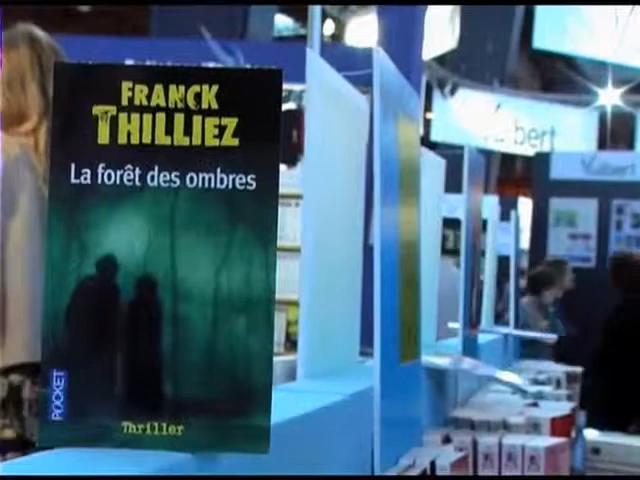 FRANCK
THILLIEZ
La forêt des ombres
POCKET
Thriller